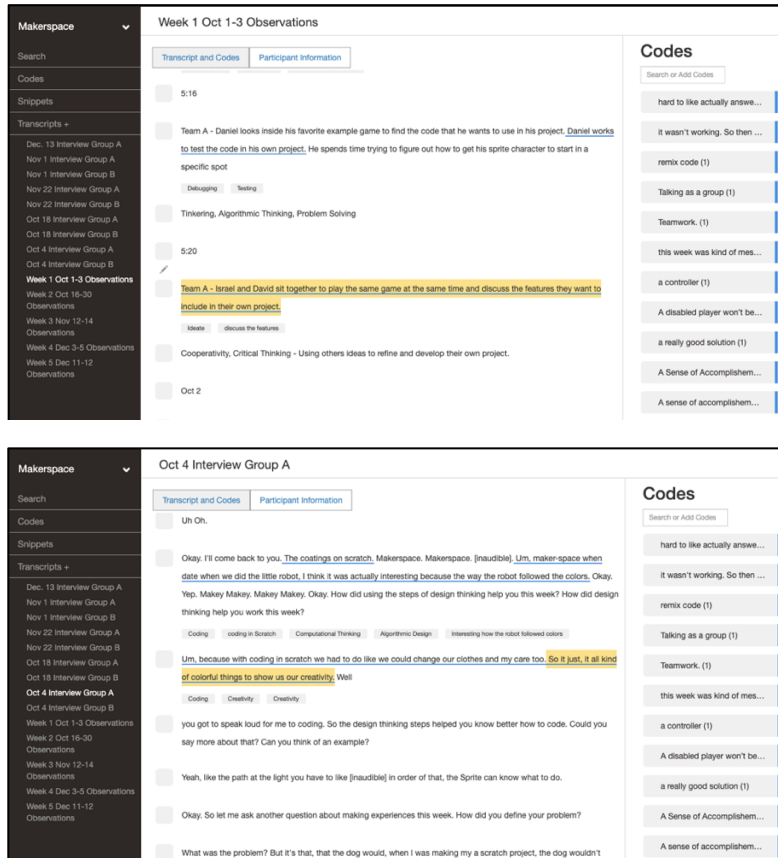 Makerspace
Search
Codes
Snippets
Transcripts +
Dec. 13 Interview Group A
Nov 1 Interview Group A
Nov 1 Interview Group B
Nov 22 Interview Group A
Nov 22 Interview Group B
Oct 18 Interview Group A
Oct 18 Interview Group B
Oct 4 Interview Group A
Oct 4 Interview Group B
Week 1 Oct 1-3 Observations
Week 2 Oct 16-30
Observations
Week 3 Nov 12-14
Observations
Week 4 Dec 3-5 Observations
Week 5 Dec 11-12
Observations
Week 1 Oct 1-3 Observations
Transcript and Codes
Participant Information
5:16
Team A - Daniel looks inside his favorite example game to find the code that he wants to use in his project. Daniel works
to test the code in his own project. He spends time trying to figure out how to get his sprite character to start in a
specific spot
Debugging Testing
Tinkering, Algorithmic Thinking, Problem Solving
5:20
Team A - Israel and David sit together to play the same game at the same time and discuss the features they want to
include in their own project.
Ideate discuss the features
Cooperativity, Critical Thinking - Using others ideas to refine and develop their own project.
Oct 2
Codes
Search or Add Codes
hard to like actually answe...
it wasn't working. So then ...
remix code (1)
Talking as a group (1)
Teamwork. (1)
this week was kind of mes...
a controller (1)
A disabled player won't be...
a really good solution (1)
A Sense of Accomplishem...
A sense of accomplishem...
Makerspace
Search
Codes
Snippets
Transcripts +
Dec. 13 Interview Group A
Nov 1 Interview Group A
Nov 1 Interview Group B
Nov 22 Interview Group A
Nov 22 Interview Group B
Oct 18 Interview Group A
Oct 18 Interview Group B
Oct 4 Interview Group A
Oct 4 Interview Group B
Week 1 Oct 1-3 Observations
Week 2 Oct 16-30
Observations
Week 3 Nov 12-14
Observations
Week 4 Dec 3-5 Observations
Week 5 Dec 11-12
Observations
Oct 4 Interview Group A
Transcript and Codes
Participant Information
Uh Oh.
Okay. I'll come back to you. The coatings on scratch. Makerspace. Makerspace. [inaudible]. Um, maker-space when
date when we did the little robot, I think it was actually interesting because the way the robot followed the colors. Okay.
Yep. Makey Makey. Makey Makey. Okay. How did using the steps of design thinking help you this week? How did design
thinking help you work this week?
Coding coding in Scratch Computational Thinking Algorithmic Design Interesting how the robot followed colors
Um, because with coding in scratch we had to do like we could change our clothes and my care too. So it just, it all kind
of colorful things to show us our creativity. Well
Coding Creativity Creativity
you got to speak loud for me to coding. So the design thinking steps helped you know better how to code. Could you
say more about that? Can you think of an example?
Yeah, like the path at the light you have to like [inaudible] in order of that, the Sprite can know what to do.
Okay. So let me ask another question about making experiences this week. How did you define your problem?
What was the problem? But it's that, that the dog would, when I was making my a scratch project, the dog wouldn't
Codes
Search or Add Codes
hard to like actually answe...
it wasn't working. So then ...
remix code (1)
Talking as a group (1)
Teamwork. (1)
this week was kind of mes...
a controller (1)
A disabled player won't be...
a really good solution (1)
A Sense of Accomplishem...
A sense of accomplishem...